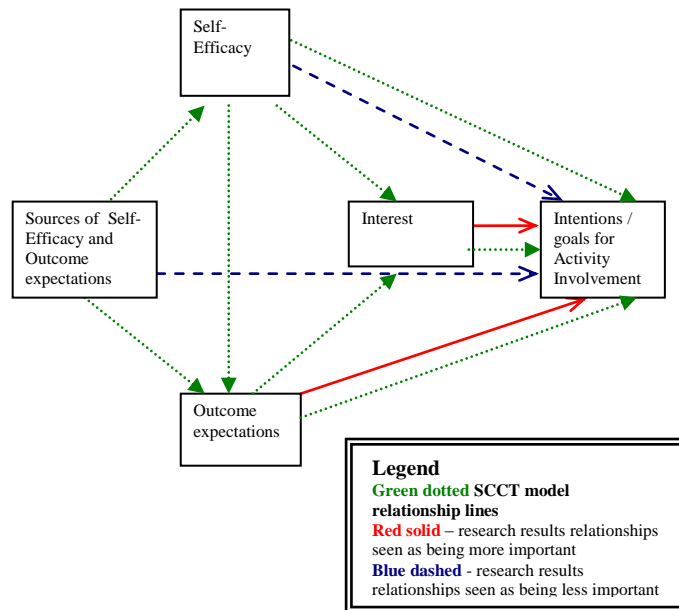 Self-
Efficacy
Sources of Self-
Efficacy and
Outcome
expectations
Interest
Intentions /
goals for
Activity
Involvement
Outcome
expectations
Legend
Green dotted SCCT model
relationship lines
Red solid – research results relationships
seen as being more important
Blue dashed - research results
relationships seen as being less important